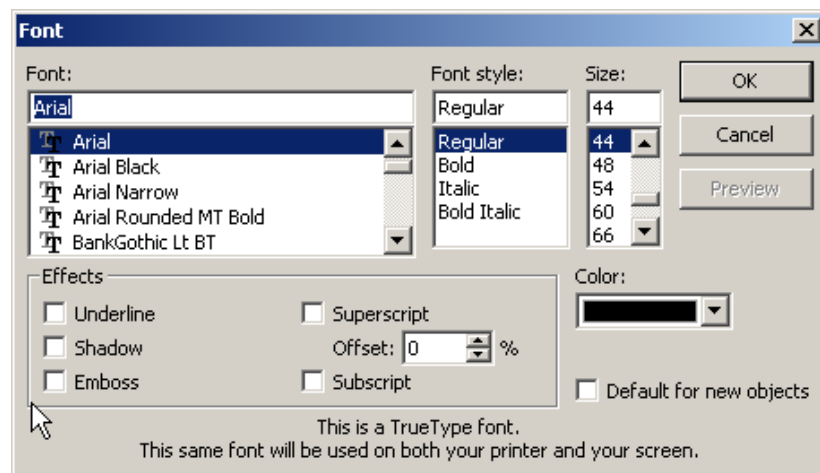 Font
Font: Font style: Size:
Arial Regular 44 OK
Arial Regular 44 Cancel
Arial Black Bold 48
Arial Narrow Italic 54 Preview
Arial Rounded MT Bold Bold Italic 60
BankGothic Lt BT 66
Effects Color:
Underline Superscript
Shadow Offset: 0 %
Emboss Subscript Default for new objects
This is a TrueType font.
This same font will be used on both your printer and your screen.